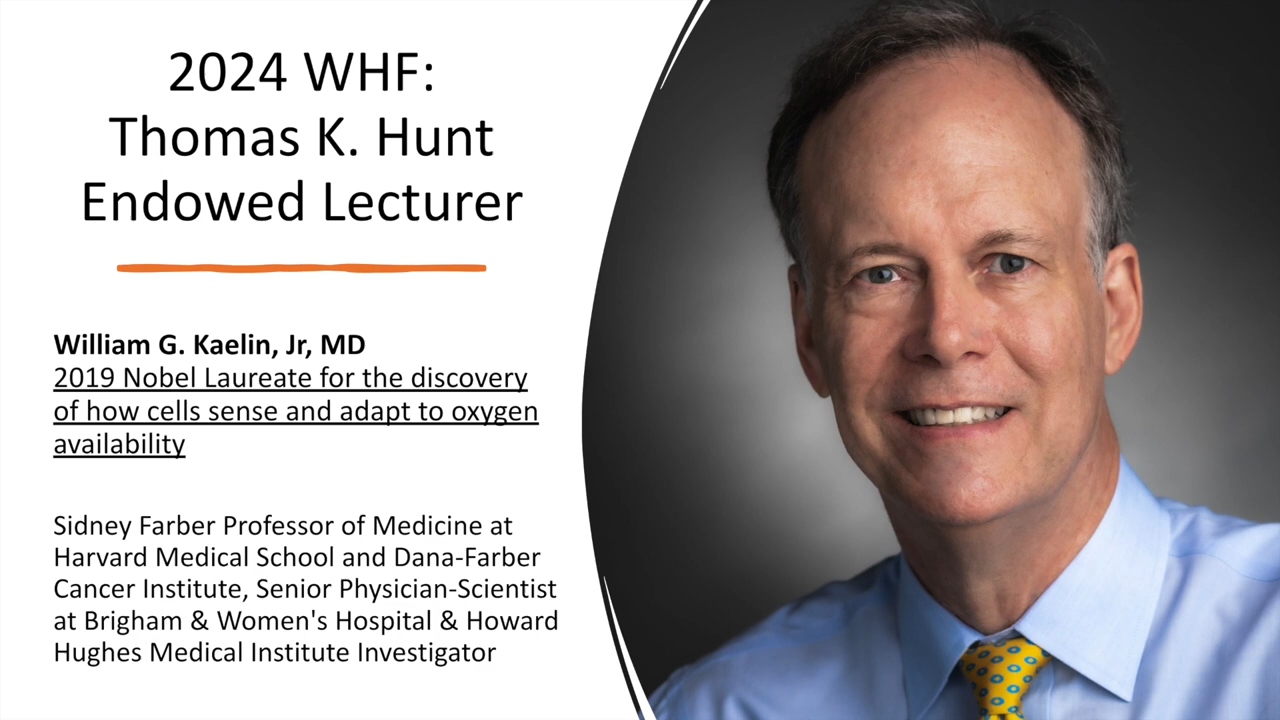 2024 WHF:
Thomas K. Hunt
Endowed Lecturer
William G. Kaelin, Jr, MD
2019 Nobel Laureate for the discovery
of how cells sense and adapt to oxygen
availability
Sidney Farber Professor of Medicine at
Harvard Medical School and Dana-Farber
Cancer Institute, Senior Physician-Scientist
at Brigham & Women's Hospital & Howard
Hughes Medical Institute Investigator